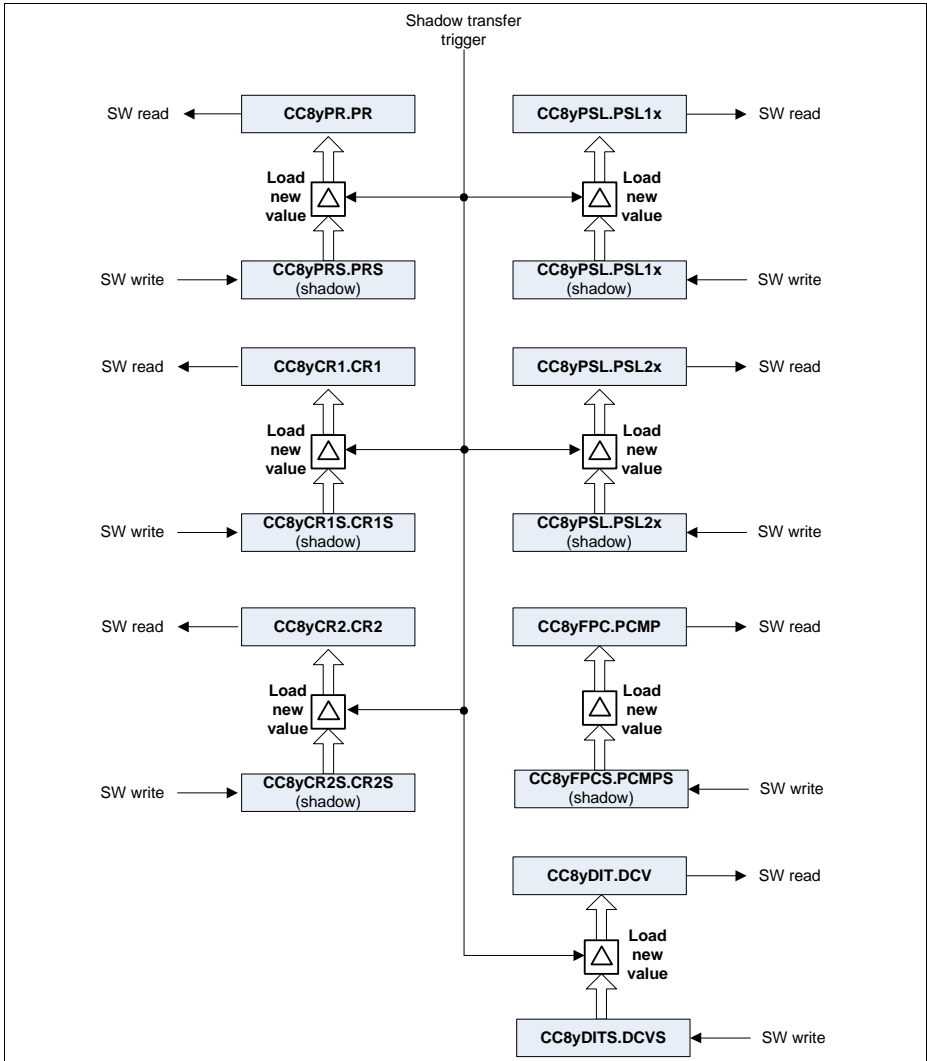 Shadow transfer
trigger
SW read
CC8yPR.PR
CC8yPSL.PSL1x
SW read
Load
new
value
Load
new
value
SW write
CC8yPRS.PRS
(shadow)
CC8yPSL.PSL1x
(shadow)
SW write
SW read
CC8yCR1.CR1
CC8yPSL.PSL2x
SW read
Load
new
value
Load
new
value
SW write
CC8yCR1S.CR1S
(shadow)
CC8yPSL.PSL2x
(shadow)
SW write
SW read
CC8yCR2.CR2
CC8yFPC.PCMP
SW read
Load
new
value
Load
new
value
SW write
CC8yCR2S.CR2S
(shadow)
CC8yFPCS.PCMPS
(shadow)
SW write
CC8yDIT.DCV
SW read
Load
new
value
CC8yDITS.DCVS
SW write